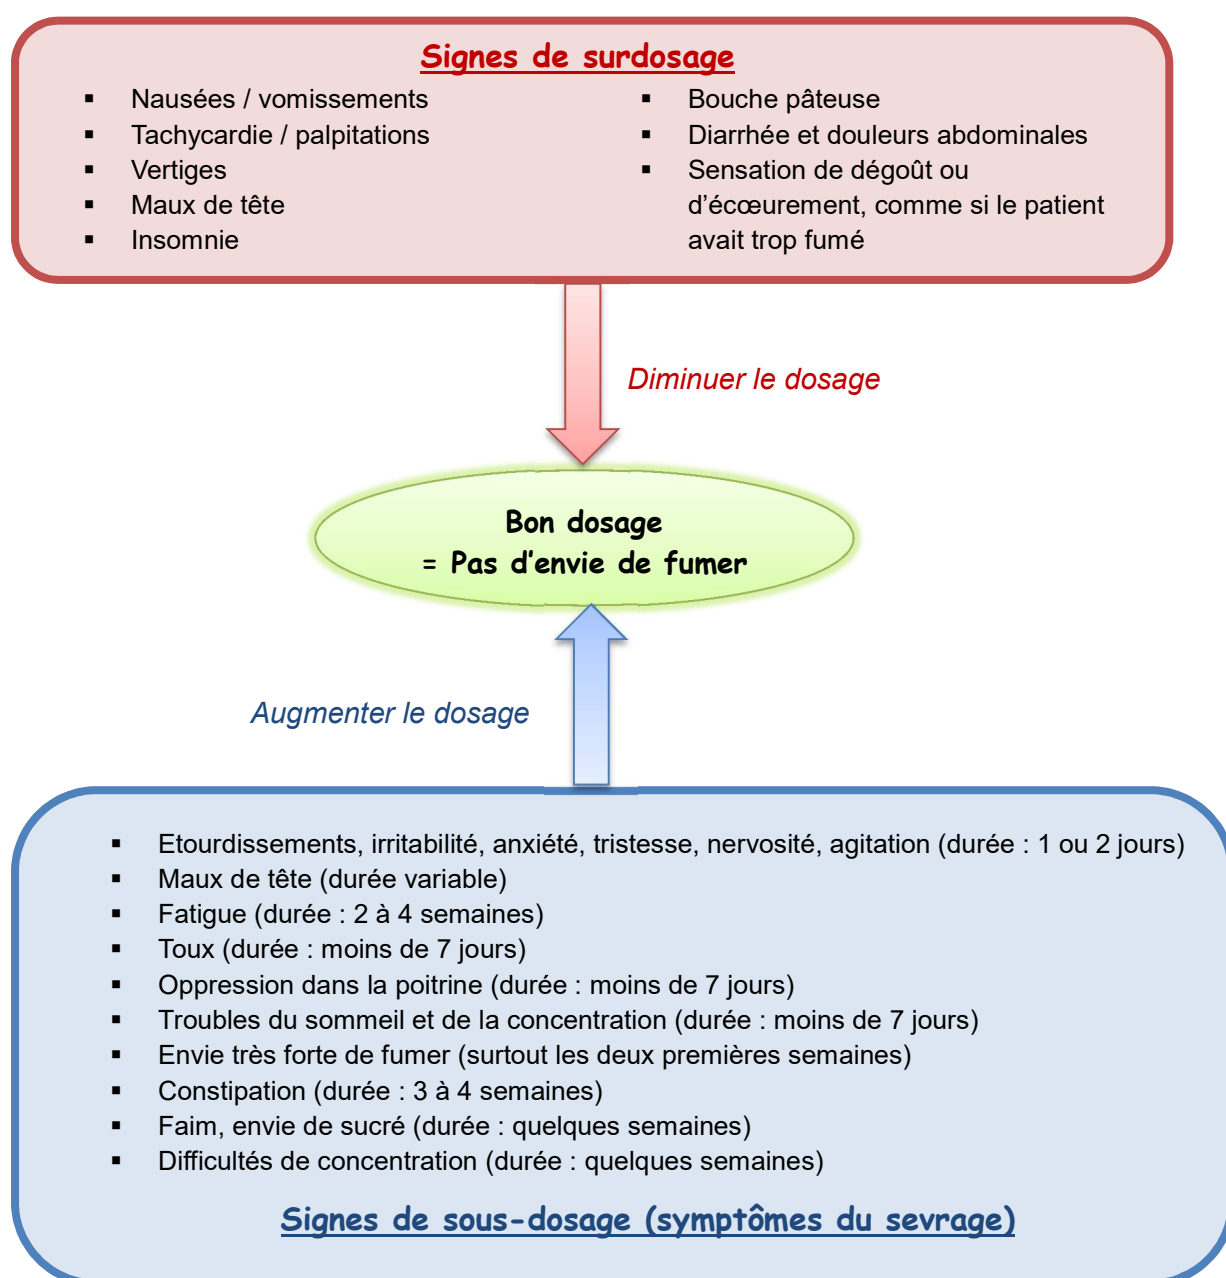 Signes de surdosage
▪ Nausées / vomissements
▪ Tachycardie / palpitations
▪ Vertiges
▪ Maux de tête
▪ Insomnie
▪ Bouche pâteuse
▪ Diarrhée et douleurs abdominales
▪ Sensation de dégoût ou
d’écœurement, comme si le patient
avait trop fumé
Diminuer le dosage
Bon dosage
= Pas d’envie de fumer
Augmenter le dosage
▪ Etourdissements, irritabilité, anxiété, tristesse, nervosité, agitation (durée : 1 ou 2 jours)
▪ Maux de tête (durée variable)
▪ Fatigue (durée : 2 à 4 semaines)
▪ Toux (durée : moins de 7 jours)
▪ Oppression dans la poitrine (durée : moins de 7 jours)
▪ Troubles du sommeil et de la concentration (durée : moins de 7 jours)
▪ Envie très forte de fumer (surtout les deux premières semaines)
▪ Constipation (durée : 3 à 4 semaines)
▪ Faim, envie de sucré (durée : quelques semaines)
▪ Difficultés de concentration (durée : quelques semaines)
Signes de sous-dosage (symptômes du sevrage)